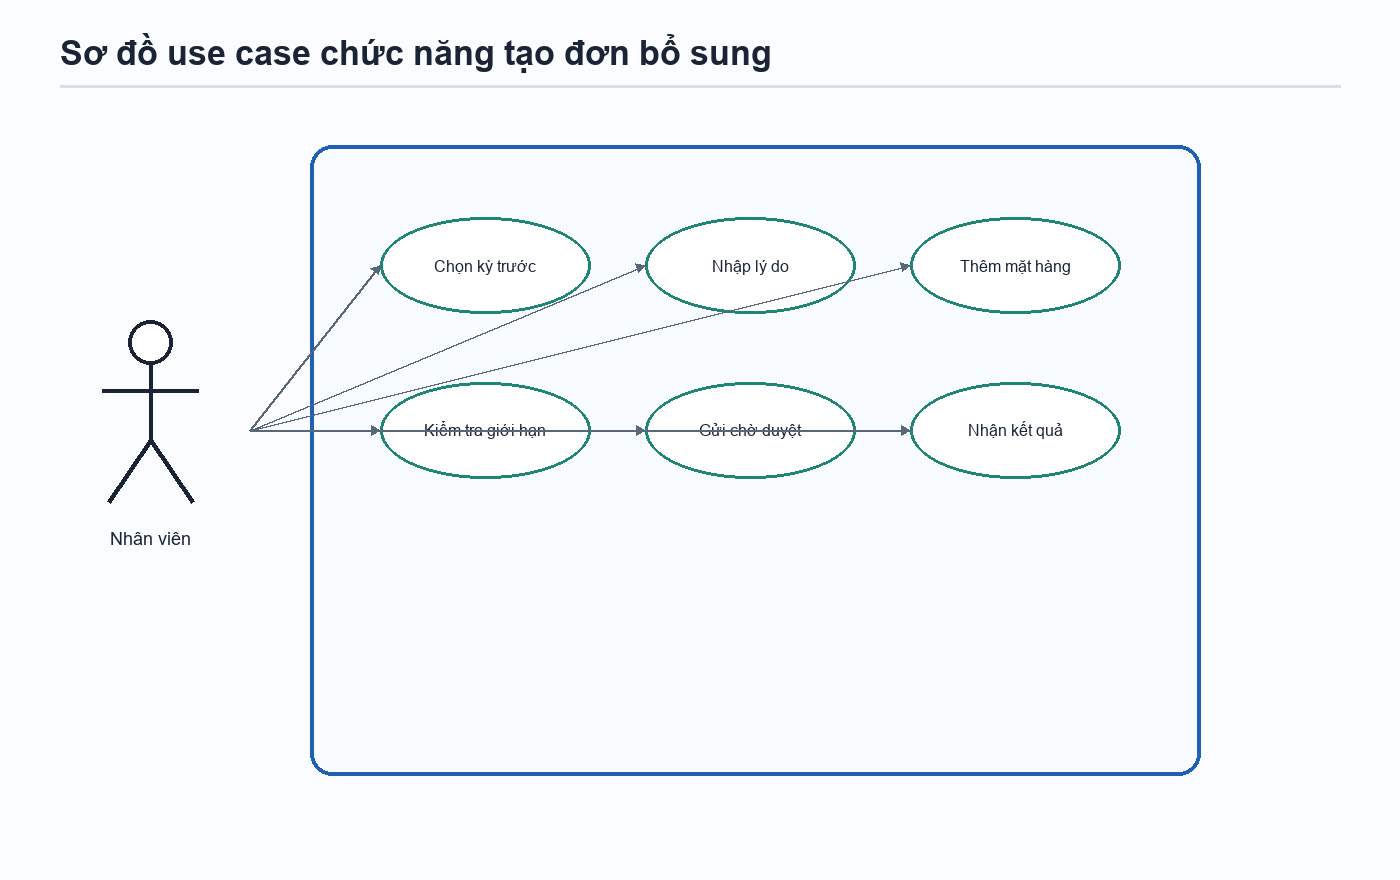 Sơ đồ use case chức năng tạo đơn bổ sung
Chọn kỳ trước
Nhập lý do
Thêm mặt hàng
Kiểm tra giới hạn
Gửi chờ duyệt
Nhận kết quả
Nhân viên